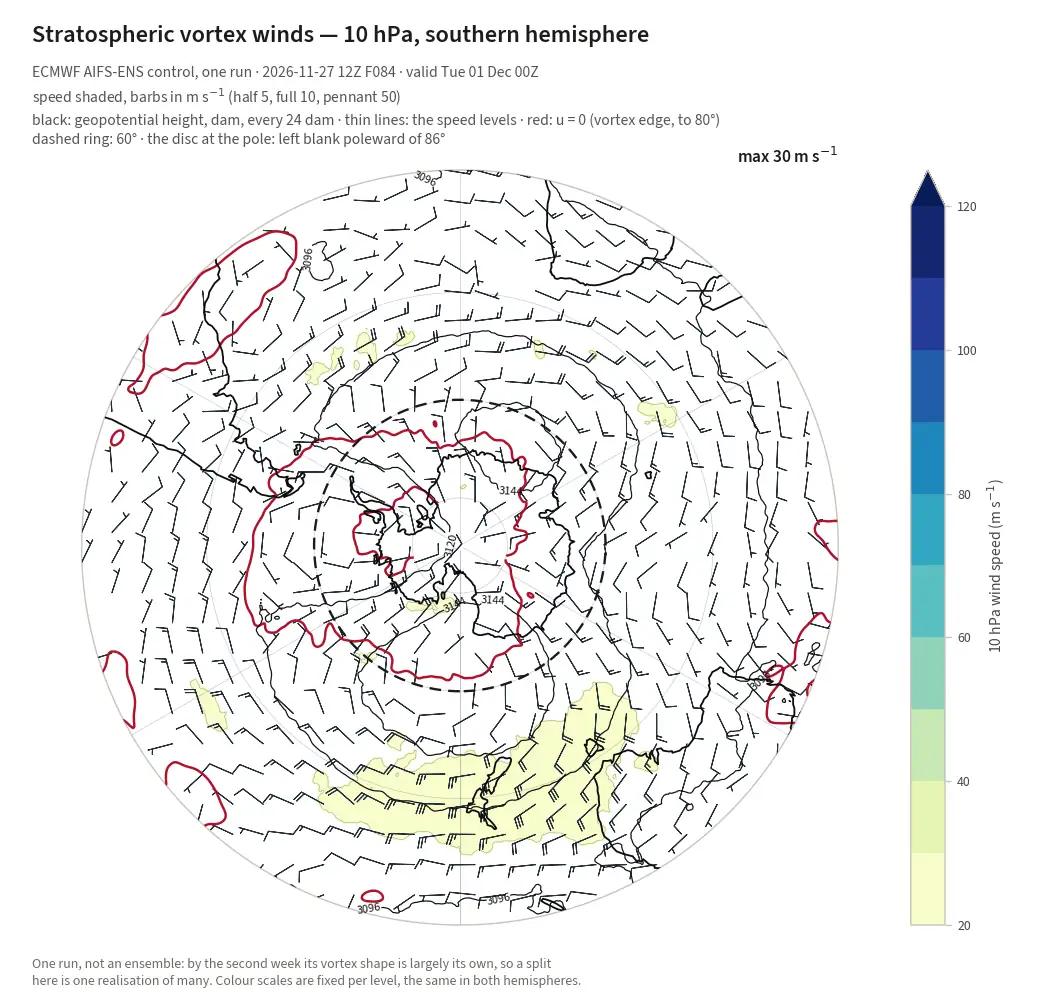 Stratospheric vortex winds — 10 hPa, southern hemisphere
ECMWF AIFS-ENS control, one run · 2026-11-27 12Z F084 · valid Tue 01 Dec 00Z
speed shaded, barbs in m s⁻¹ (half 5, full 10, pennant 50)
black: geopotential height, dam, every 24 dam · thin lines: the speed levels · red: u = 0 (vortex edge, to 80°)
dashed ring: 60° · the disc at the pole: left blank poleward of 86°
max 30 m s⁻¹
3096
3096
3144
3120
3144
3144
3096
3096
120
100
80
60
40
20
10 hPa wind speed (m s⁻¹)
One run, not an ensemble: by the second week its vortex shape is largely its own, so a split
here is one realisation of many. Colour scales are fixed per level, the same in both hemispheres.